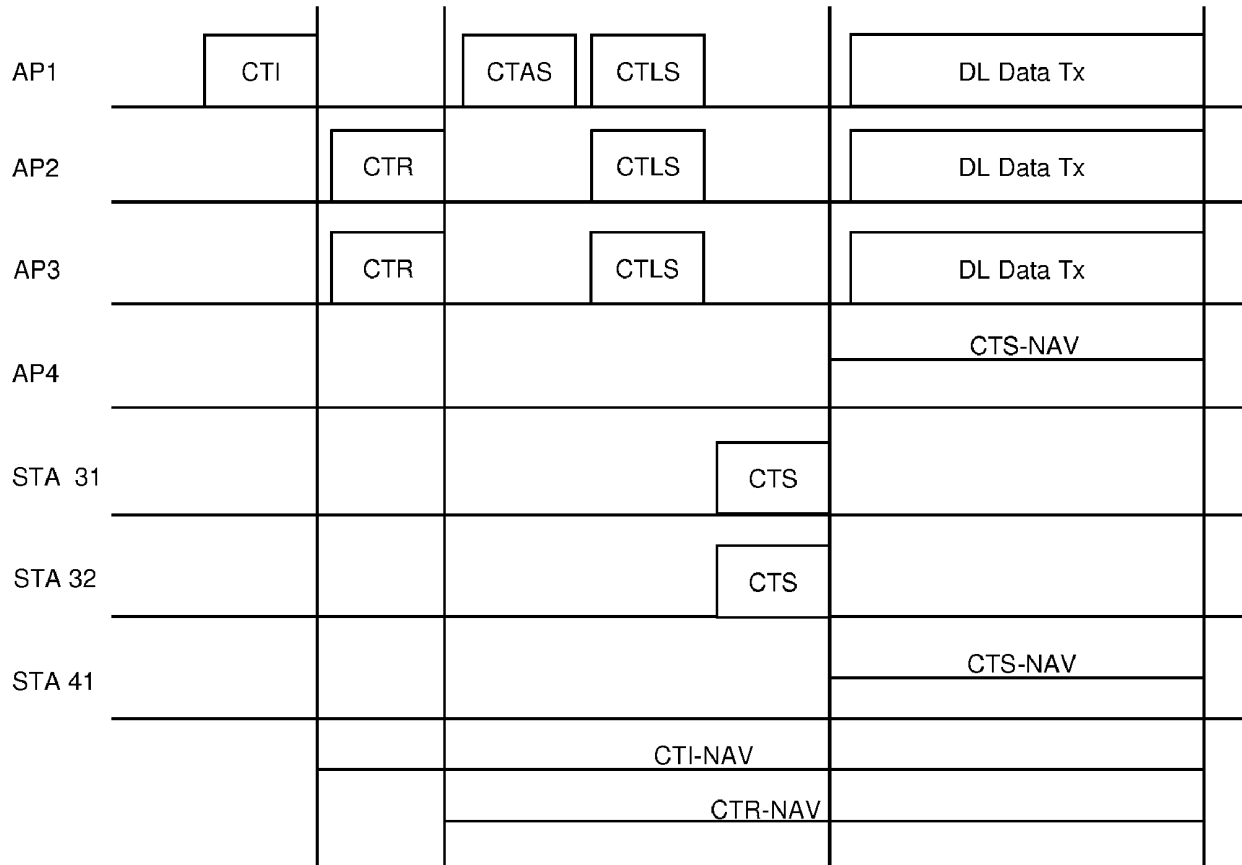 AP1 CTI CTAS CTLS DL Data Tx
AP2 CTR CTLS DL Data Tx
AP3 CTR CTLS DL Data Tx
CTS-NAV
AP4
STA 31 CTS
STA 32 CTS
CTS-NAV
STA 41
CTI-NAV
CTR-NAV